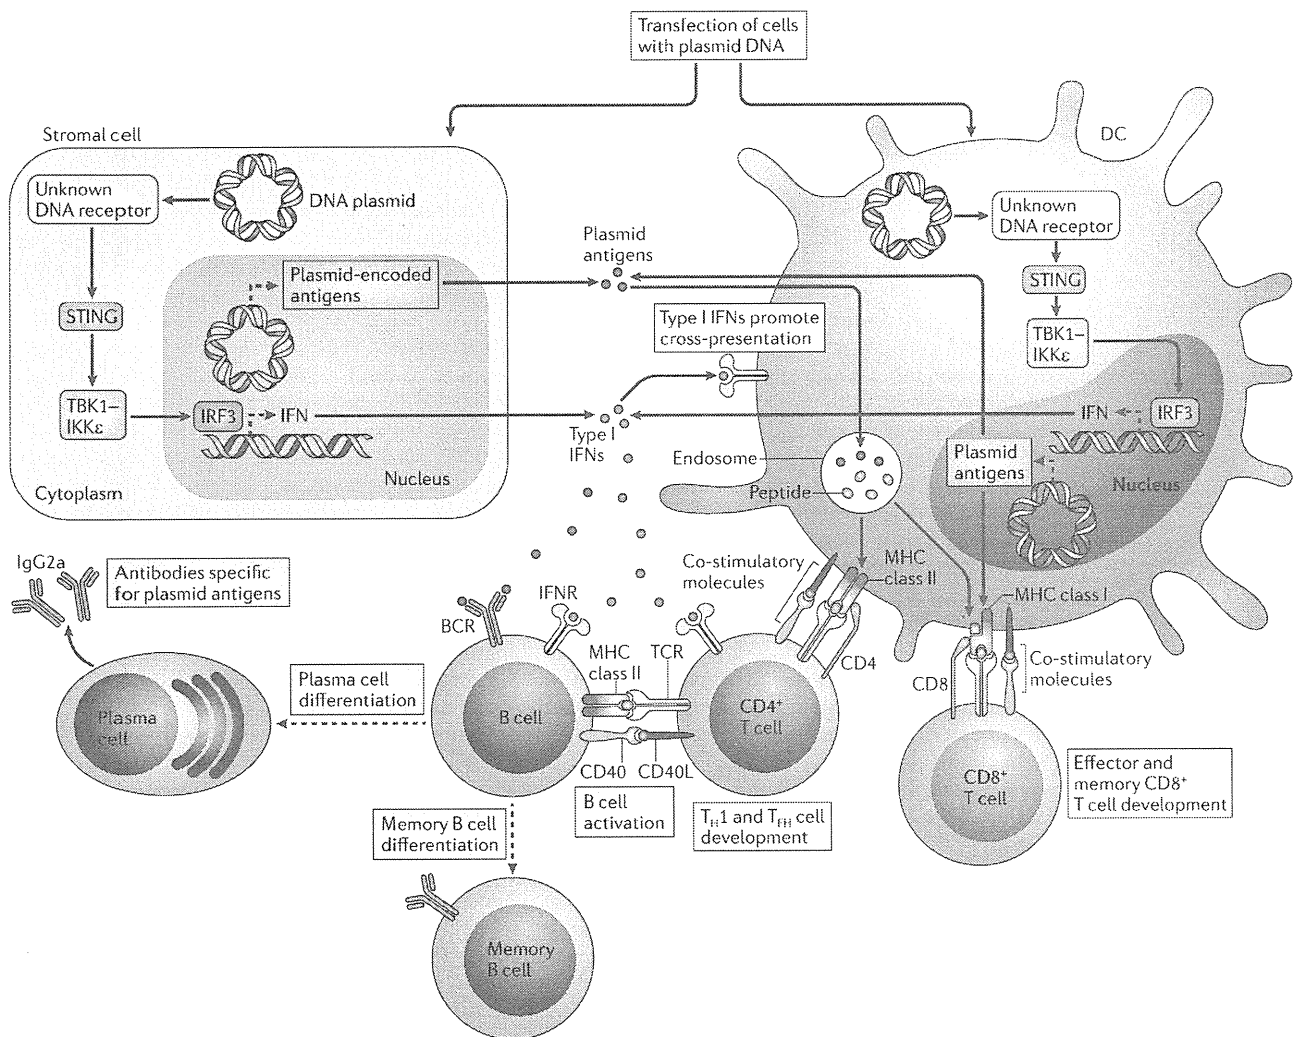 Transfection of cells
with plasmid DNA
Stromal cell
DC
Unknown
DNA receptor
DNA plasmid
Unknown
DNA receptor
Plasmid
antigens
Plasmid-encoded
antigens
STING
STING
Type I IFNs promote
cross-presentation
TBK1–
IKKε
TBK1–
IKKε
IRF3
IFN
Type I
IFNs
IFN
IRF3
Nucleus
Cytoplasm
Endosome
Peptide
Plasmid
antigens
Nucleus
IgG2a
Antibodies specific
for plasmid antigens
BCR
IFNR
Co-stimulatory
molecules
MHC
class II
MHC class I
MHC
class II
TCR
CD4
CD8
Co-stimulatory
molecules
Plasma cell
differentiation
Plasma
cell
B cell
CD4⁺
T cell
CD40
CD40L
CD8⁺
T cell
Effector and
memory CD8⁺
T cell development
B cell
activation
TH1 and TFH cell
development
Memory B cell
differentiation
Memory
B cell